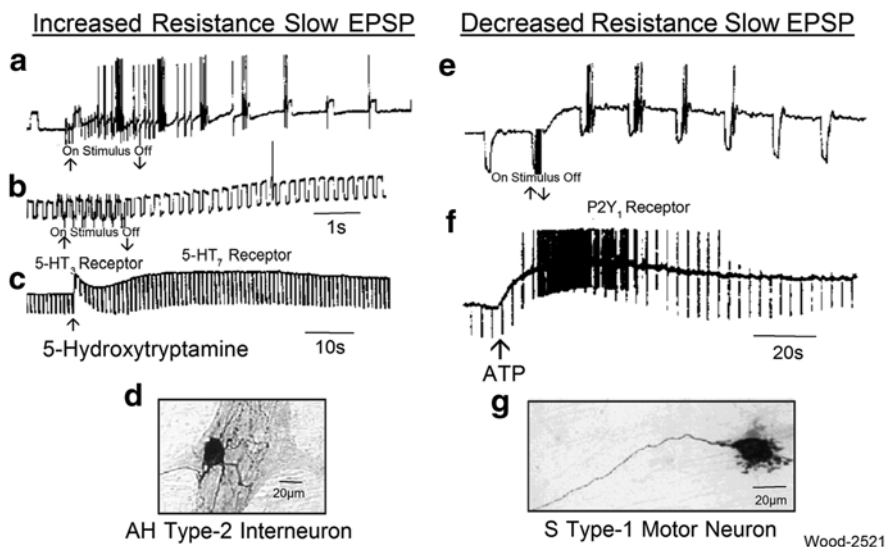 Increased Resistance Slow EPSP
a
On Stimulus Off
b
On Stimulus Off
1s
5-HT3 Receptor
5-HT7 Receptor
c
5-Hydroxytryptamine
10s
d
20µm
AH Type-2 Interneuron
Decreased Resistance Slow EPSP
e
On Stimulus Off
P2Y1 Receptor
f
ATP
20s
g
20µm
S Type-1 Motor Neuron
Wood-2521